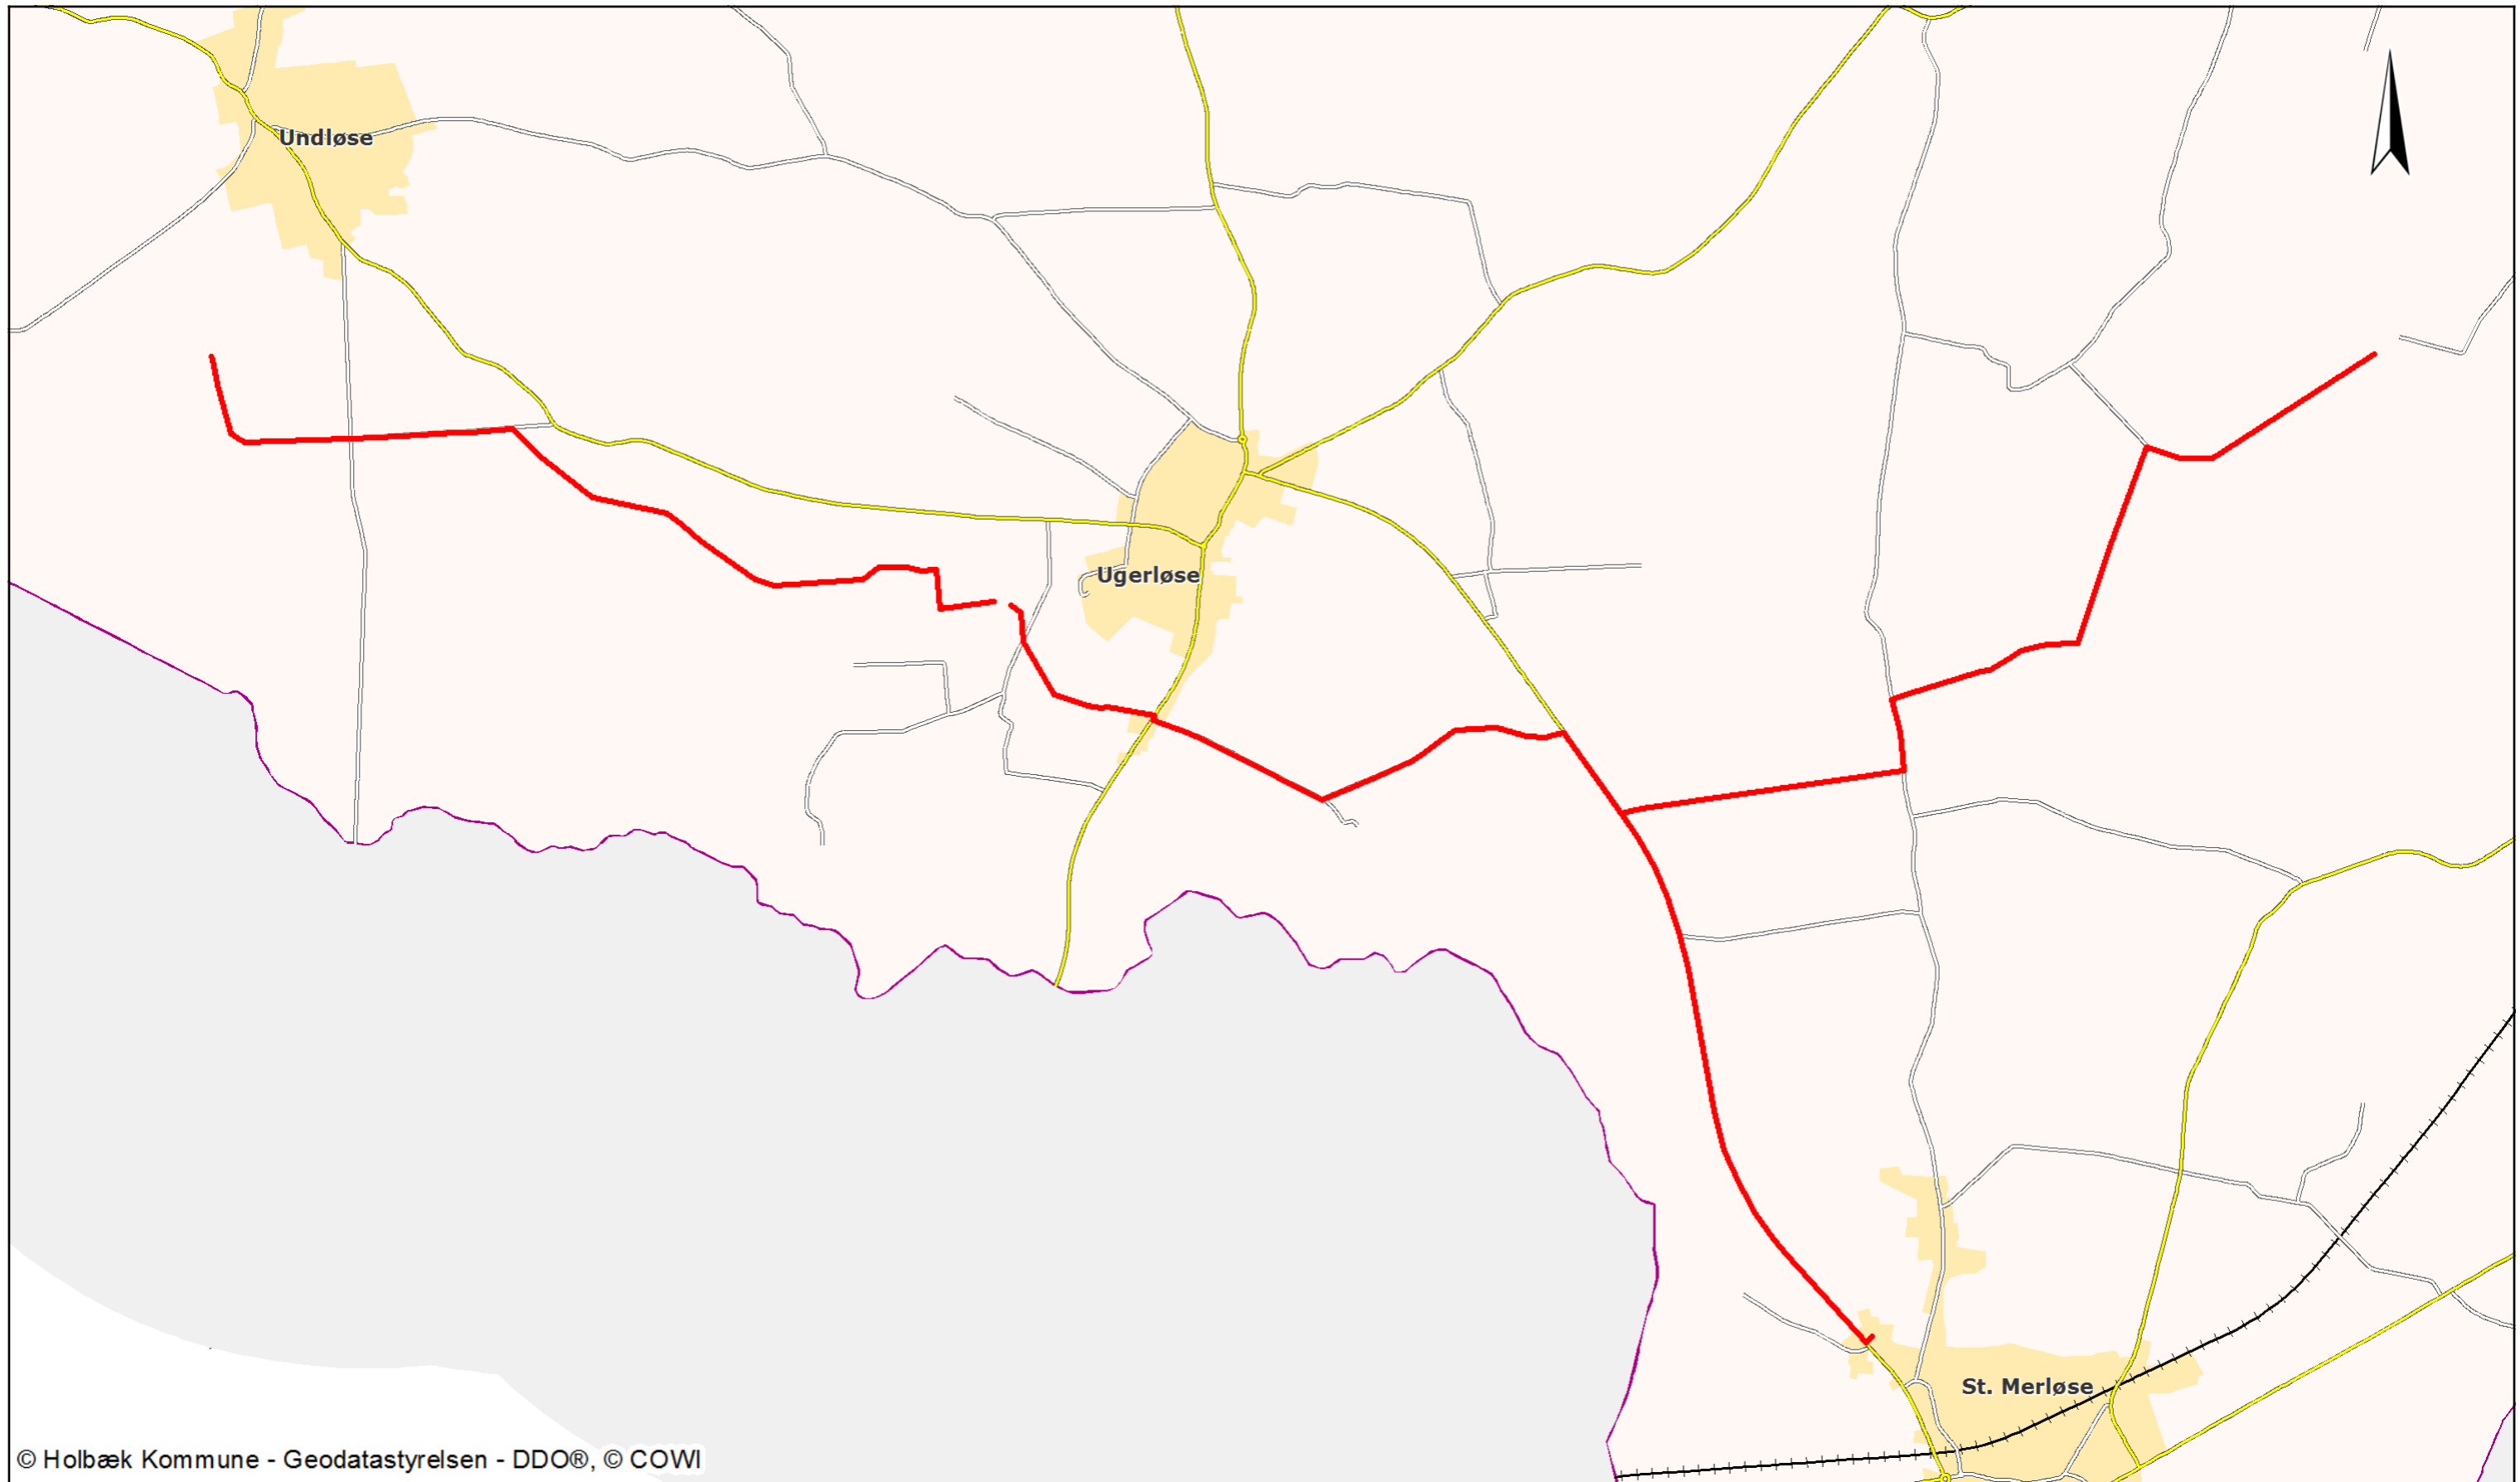 Undløse
Ugerløse
St. Merløse
© Holbæk Kommune - Geodatastyrelsen - DDO®, © COWI